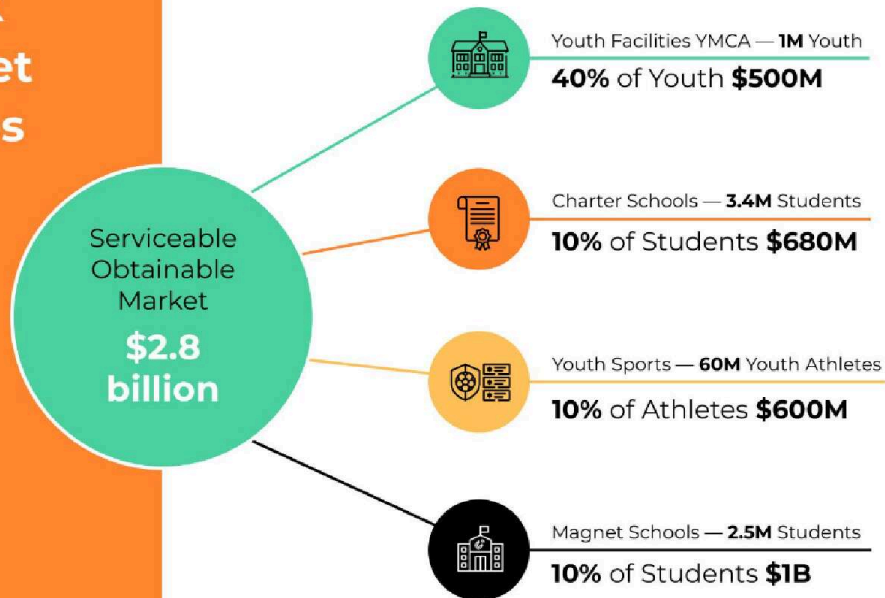 Serviceable
Obtainable
Market
$2.8
billion
Youth Facilities YMCA — 1M Youth
40% of Youth $500M
Charter Schools — 3.4M Students
10% of Students $680M
Youth Sports — 60M Youth Athletes
10% of Athletes $600M
Magnet Schools — 2.5M Students
10% of Students $1B